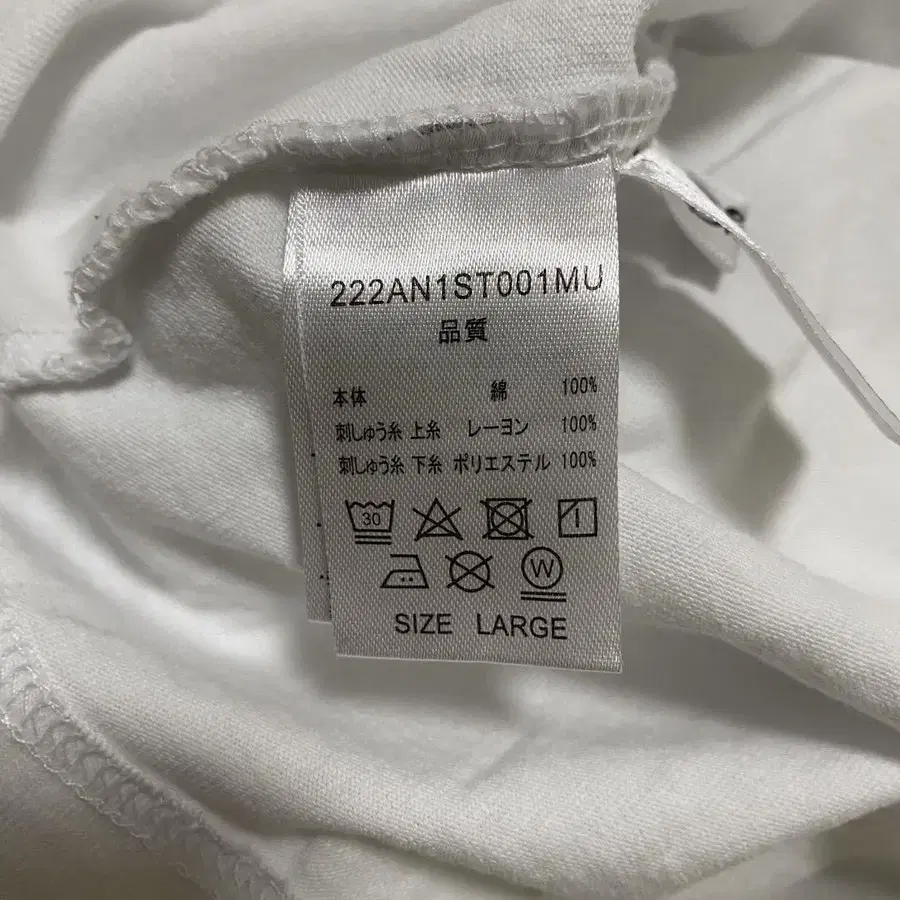 222AN1ST001MU
品質
本体 綿 100%
刺しゅう糸 上糸 レーヨン 100%
刺しゅう糸 下糸 ポリエステル 100%
30
W
SIZE LARGE